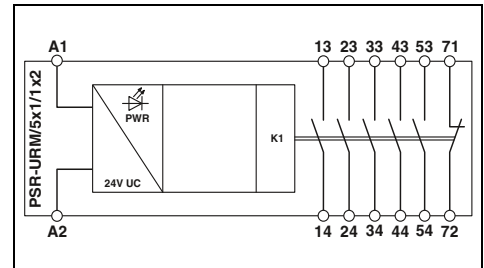 A1 13 23 33 43 53 71
PSR-URM/5x1/1x2
PWR
K1
24V UC
A2 14 24 34 44 54 72